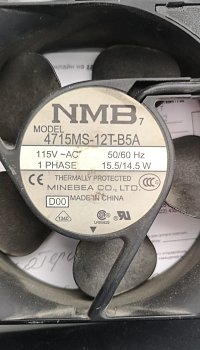 NMB7
MODEL
4715MS-12T-B5A
115V ~AC 50/60 Hz
1 PHASE 15.5/14.5 W
THERMALLY PROTECTED
MINEBEA CO., LTD.
MADE IN CHINA
D00